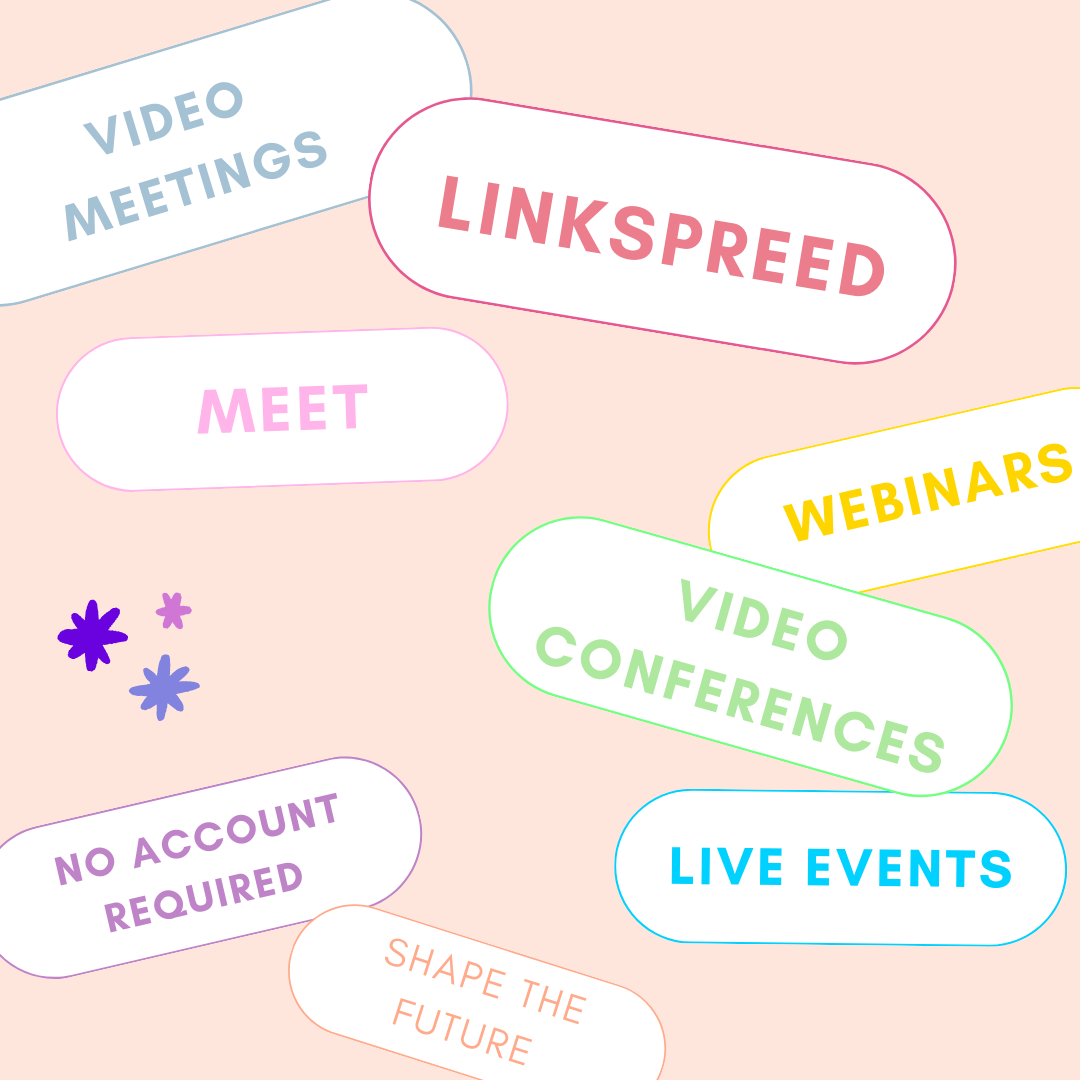 VIDEO
MEETINGS
LINKSPREED
MEET
WEBINARS
VIDEO
CONFERENCES
NO ACCOUNT
REQUIRED
LIVE EVENTS
SHAPE THE
FUTURE